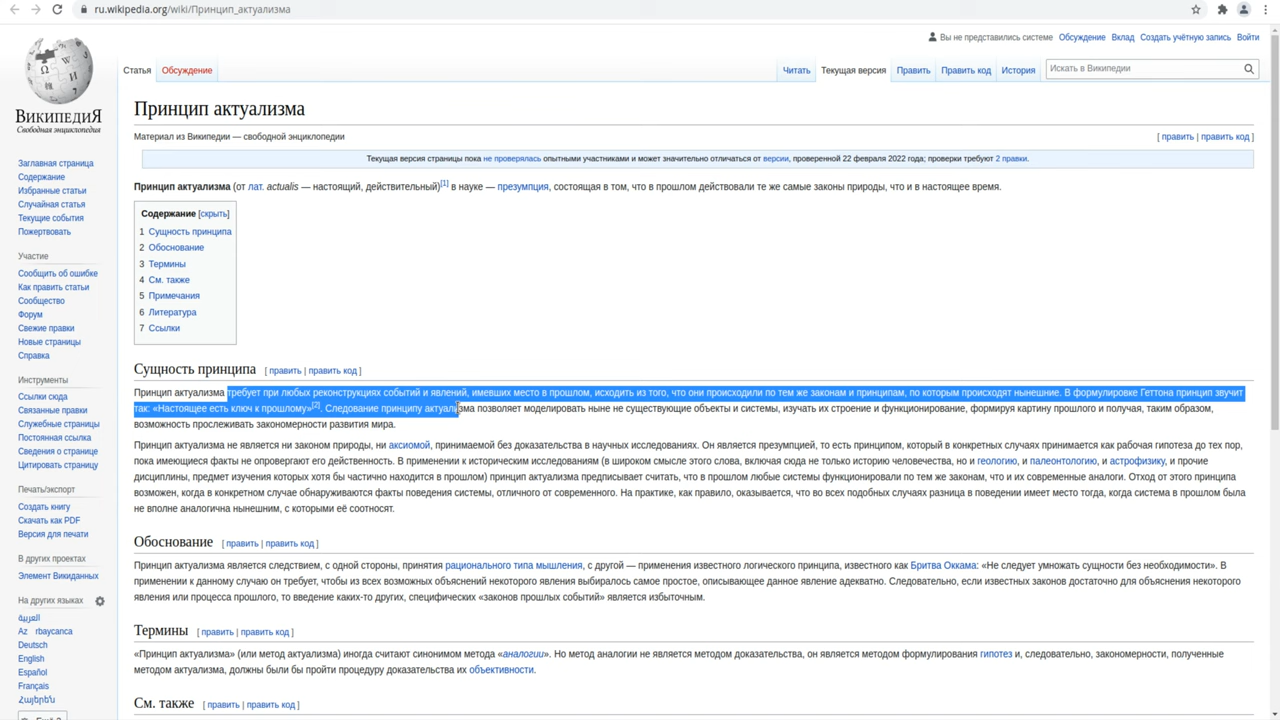 ru.wikipedia.org/wiki/Принцип_актуализма
Вы не представились системе Обсуждение Вклад Создать учётную запись Войти
Статья Обсуждение Читать Текущая версия Править Править код История Искать в Википедии
ВикипедиЯ
Свободная энциклопедия
Заглавная страница
Содержание
Избранные статьи
Случайная статья
Текущие события
Пожертвовать
Участие
Сообщить об ошибке
Как править статьи
Сообщество
Форум
Свежие правки
Новые страницы
Справка
Инструменты
Ссылки сюда
Связанные правки
Служебные страницы
Постоянная ссылка
Сведения о странице
Цитировать страницу
Печать/экспорт
Создать книгу
Скачать как PDF
Версия для печати
В других проектах
Элемент Викиданных
На других языках
العربية
Az rbaycanca
Deutsch
English
Español
Français
Հայերեն
Принцип актуализма
Материал из Википедии — свободной энциклопедии [ править | править код ]
Текущая версия страницы пока не проверялась опытными участниками и может значительно отличаться от версии, проверенной 22 февраля 2022 года; проверки требуют 2 правки.
Принцип актуализма (от лат. actualis — настоящий, действительный)[1] в науке — презумпция, состоящая в том, что в прошлом действовали те же самые законы природы, что и в настоящее время.
Содержание [скрыть]
1 Сущность принципа
2 Обоснование
3 Термины
4 См. также
5 Примечания
6 Литература
7 Ссылки
Сущность принципа [ править | править код ]
Принцип актуализма требует при любых реконструкциях событий и явлений, имевших место в прошлом, исходить из того, что они происходили по тем же законам и принципам, по которым происходят нынешние. В формулировке Геттона принцип звучит
так: «Настоящее есть ключ к прошлому»[2]. Следование принципу актуализма позволяет моделировать ныне не существующие объекты и системы, изучать их строение и функционирование, формируя картину прошлого и получая, таким образом,
возможность прослеживать закономерности развития мира.
Принцип актуализма не является ни законом природы, ни аксиомой, принимаемой без доказательства в научных исследованиях. Он является презумпцией, то есть принципом, который в конкретных случаях принимается как рабочая гипотеза до тех пор,
пока имеющиеся факты не опровергают его действенность. В применении к историческим исследованиям (в широком смысле этого слова, включая сюда не только историю человечества, но и геологию, и палеонтологию, и астрофизику, и прочие
дисциплины, предмет изучения которых хотя бы частично находится в прошлом) принцип актуализма предписывает считать, что в прошлом любые системы функционировали по тем же законам, что и их современные аналоги. Отход от этого принципа
возможен, когда в конкретном случае обнаруживаются факты поведения системы, отличного от современного. На практике, как правило, оказывается, что во всех подобных случаях разница в поведении имеет место тогда, когда система в прошлом была
не вполне аналогична нынешним, с которыми её соотносят.
Обоснование [ править | править код ]
Принцип актуализма является следствием, с одной стороны, принятия рационального типа мышления, с другой — применения известного логического принципа, известного как Бритва Оккама: «Не следует умножать сущности без необходимости». В
применении к данному случаю он требует, чтобы из всех возможных объяснений некоторого явления выбиралось самое простое, описывающее данное явление адекватно. Следовательно, если известных законов достаточно для объяснения некоторого
явления или процесса прошлого, то введение каких-то других, специфических «законов прошлых событий» является избыточным.
Термины [ править | править код ]
«Принцип актуализма» (или метод актуализма) иногда считают синонимом метода «аналогии». Но метод аналогии не является методом доказательства, он является методом формулирования гипотез и, следовательно, закономерности, полученные
методом актуализма, должны были бы пройти процедуру доказательства их объективности.
См. также [ править | править код ]